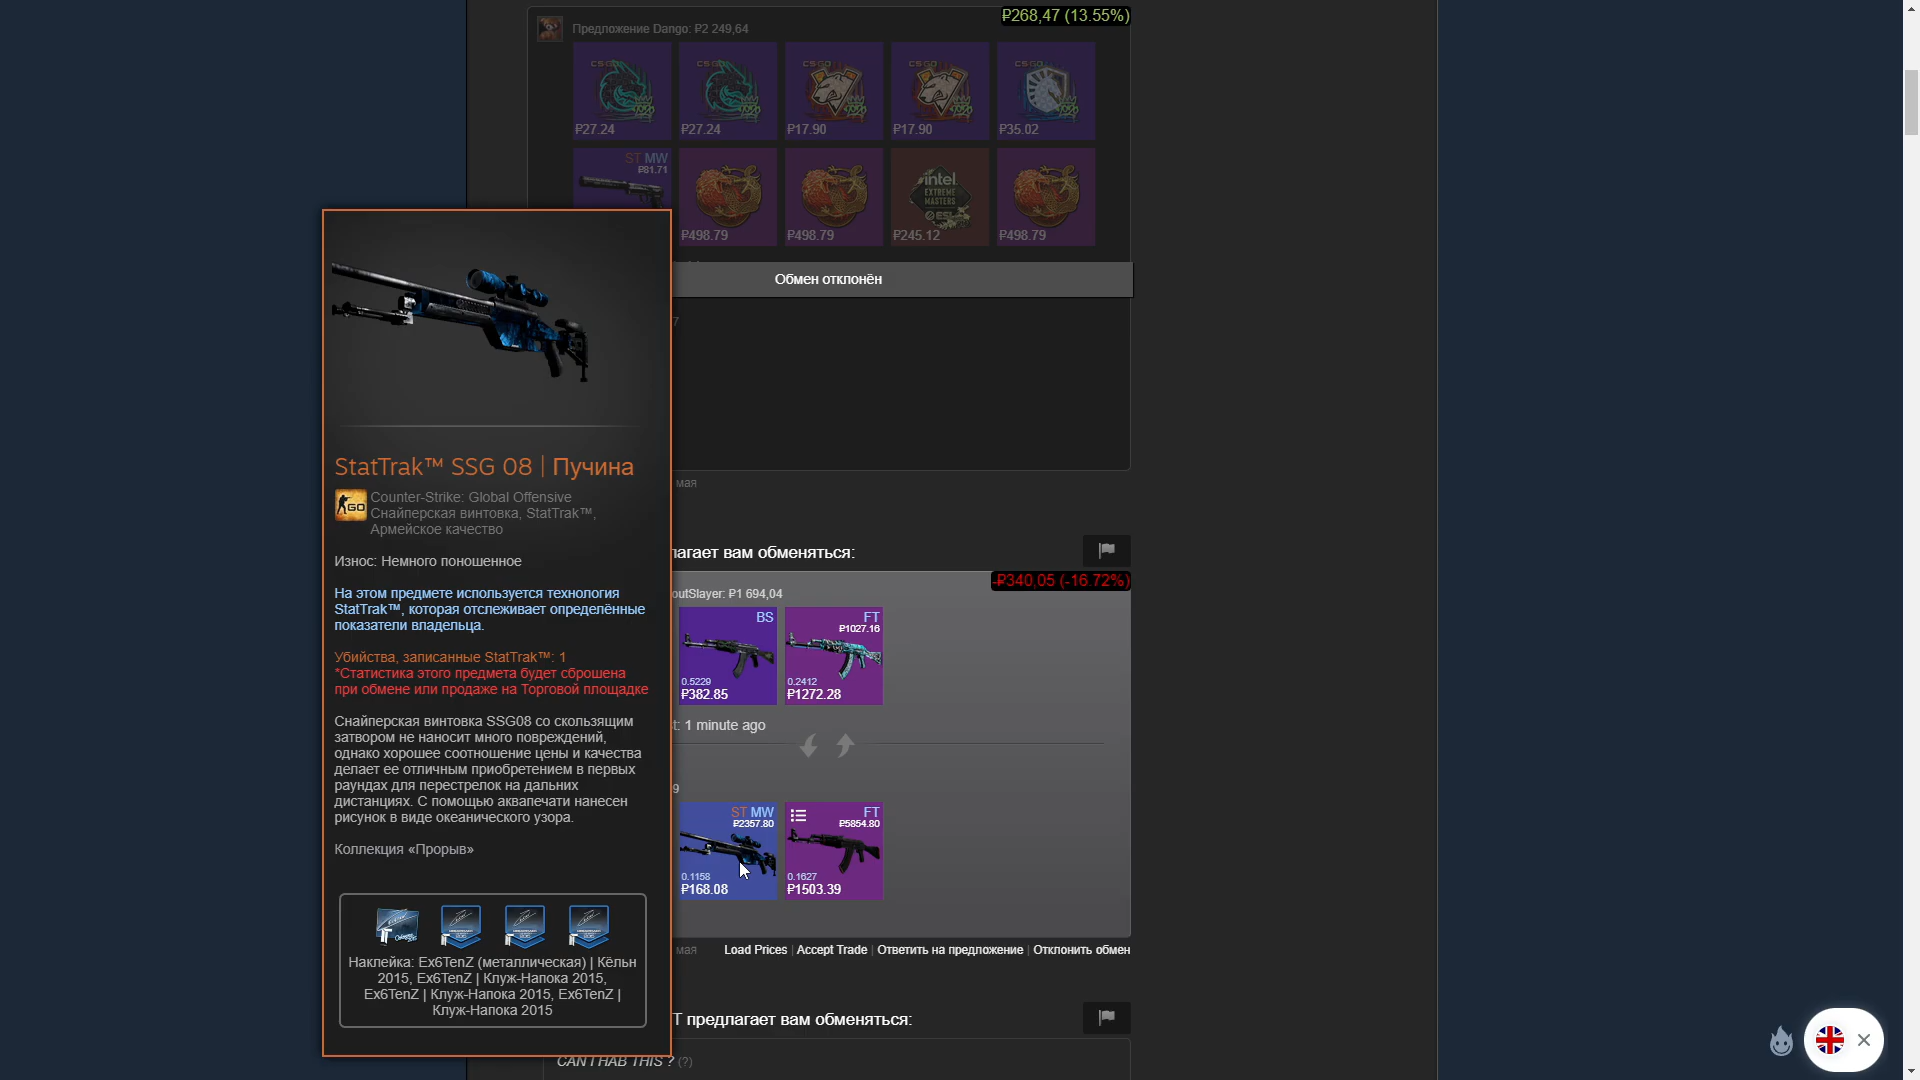 ₽268,47 (13.55%)
Предложение Dango: ₽2 249,64
₽27.24
₽27.24
₽17.90
₽17.90
₽35.02
ST MW
₽81.71
₽498.79
₽498.79
intel
EXTREME
MASTERS
ESL
₽245.12
₽498.79
Обмен отклонён
7
мая
StatTrak™ SSG 08 | Пучина
Counter-Strike: Global Offensive
Снайперская винтовка, StatTrak™,
Армейское качество
Износ: Немного поношенное
На этом предмете используется технология
StatTrak™, которая отслеживает определённые
показатели владельца.
Убийства, записанные StatTrak™: 1
*Статистика этого предмета будет сброшена
при обмене или продаже на Торговой площадке
Снайперская винтовка SSG08 со скользящим
затвором не наносит много повреждений,
однако хорошее соотношение цены и качества
делает ее отличным приобретением в первых
раундах для перестрелок на дальних
дистанциях. С помощью аквапечати нанесен
рисунок в виде океанического узора.
Коллекция «Прорыв»
Наклейка: Ex6TenZ (металлическая) | Кёльн
2015, Ex6TenZ | Клуж-Напока 2015,
Ex6TenZ | Клуж-Напока 2015, Ex6TenZ |
Клуж-Напока 2015
лагает вам обменяться:
-₽340,05 (-16.72%)
outSlayer: ₽1 694,04
BS
0.5229
₽382.85
FT
₽1027.16
0.2412
₽1272.28
t: 1 minute ago
9
ST MW
₽2357.80
0.1158
₽168.08
FT
₽5854.80
0.1627
₽1503.39
мая
Load Prices | Accept Trade | Ответить на предложение | Отклонить обмен
T предлагает вам обменяться:
CAN I HAB THIS ? (?)